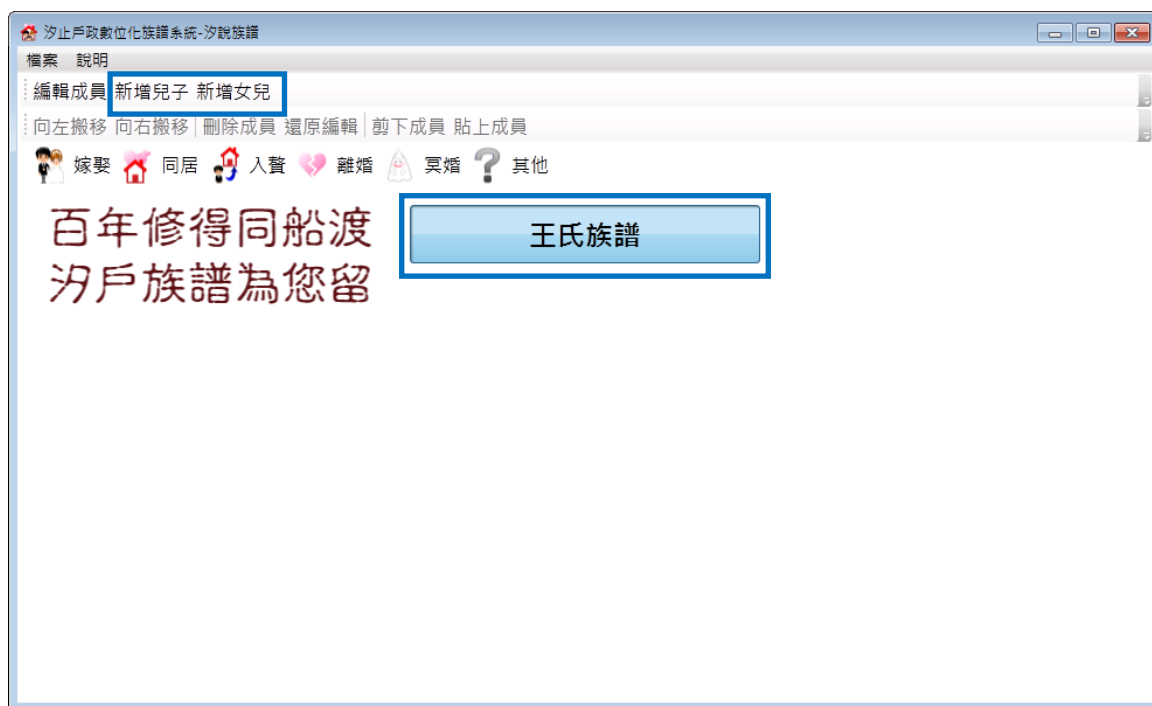 汐止戶政數位化族譜系統-汐說族譜
檔案 說明
編輯成員 新增兒子 新增女兒
向左搬移 向右搬移 刪除成員 還原編輯 剪下成員 貼上成員
嫁娶 同居 入贅 離婚 冥婚 其他
百年修得同船渡
汐戶族譜為您留
王氏族譜